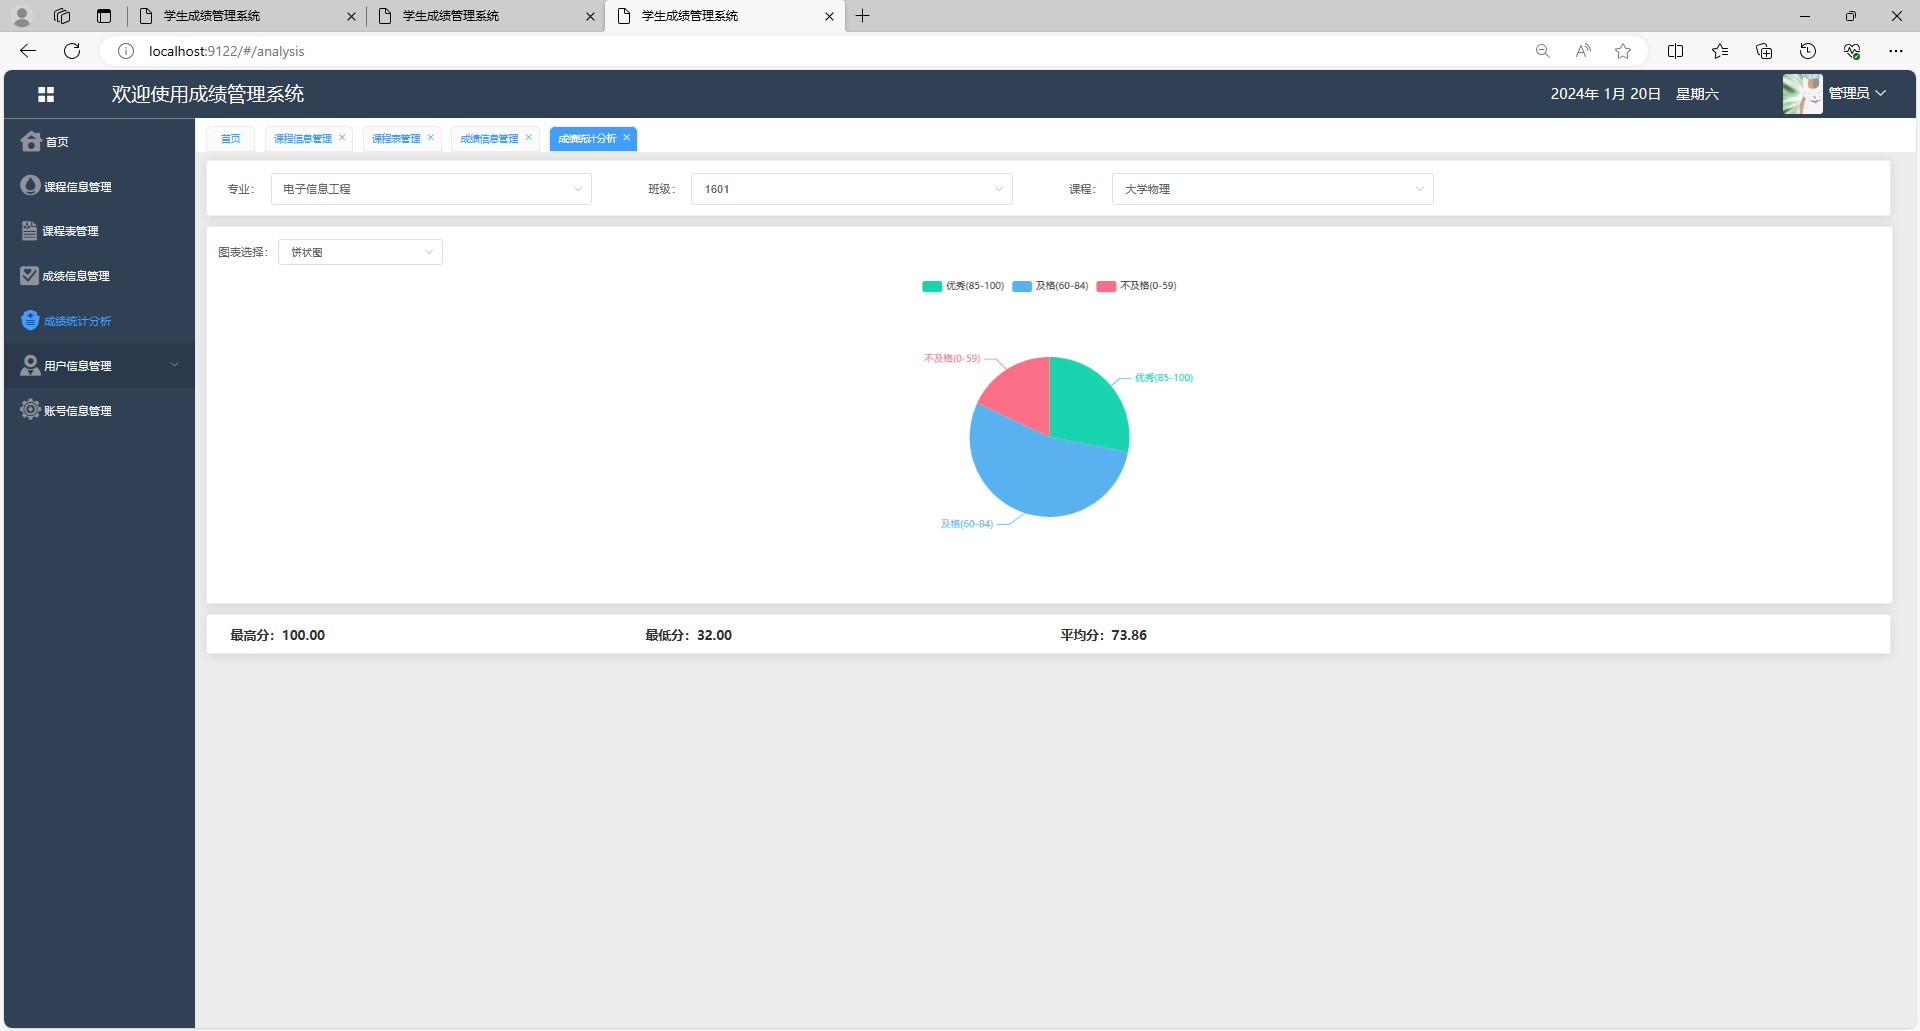 学生成绩管理系统
学生成绩管理系统
学生成绩管理系统
localhost:9122/#/analysis
欢迎使用成绩管理系统
2024年 1月 20日 星期六
管理员
首页
课程信息管理
课程表管理
成绩信息管理
成绩统计分析
用户信息管理
账号信息管理
首页 课程信息管理 课程表管理 成绩信息管理 成绩统计分析
专业： 电子信息工程 班级： 1601 课程： 大学物理
图表选择： 饼状图
优秀(85-100) 及格(60-84) 不及格(0-59)
不及格(0-59)
优秀(85-100)
及格(60-84)
最高分：100.00 最低分：32.00 平均分：73.86